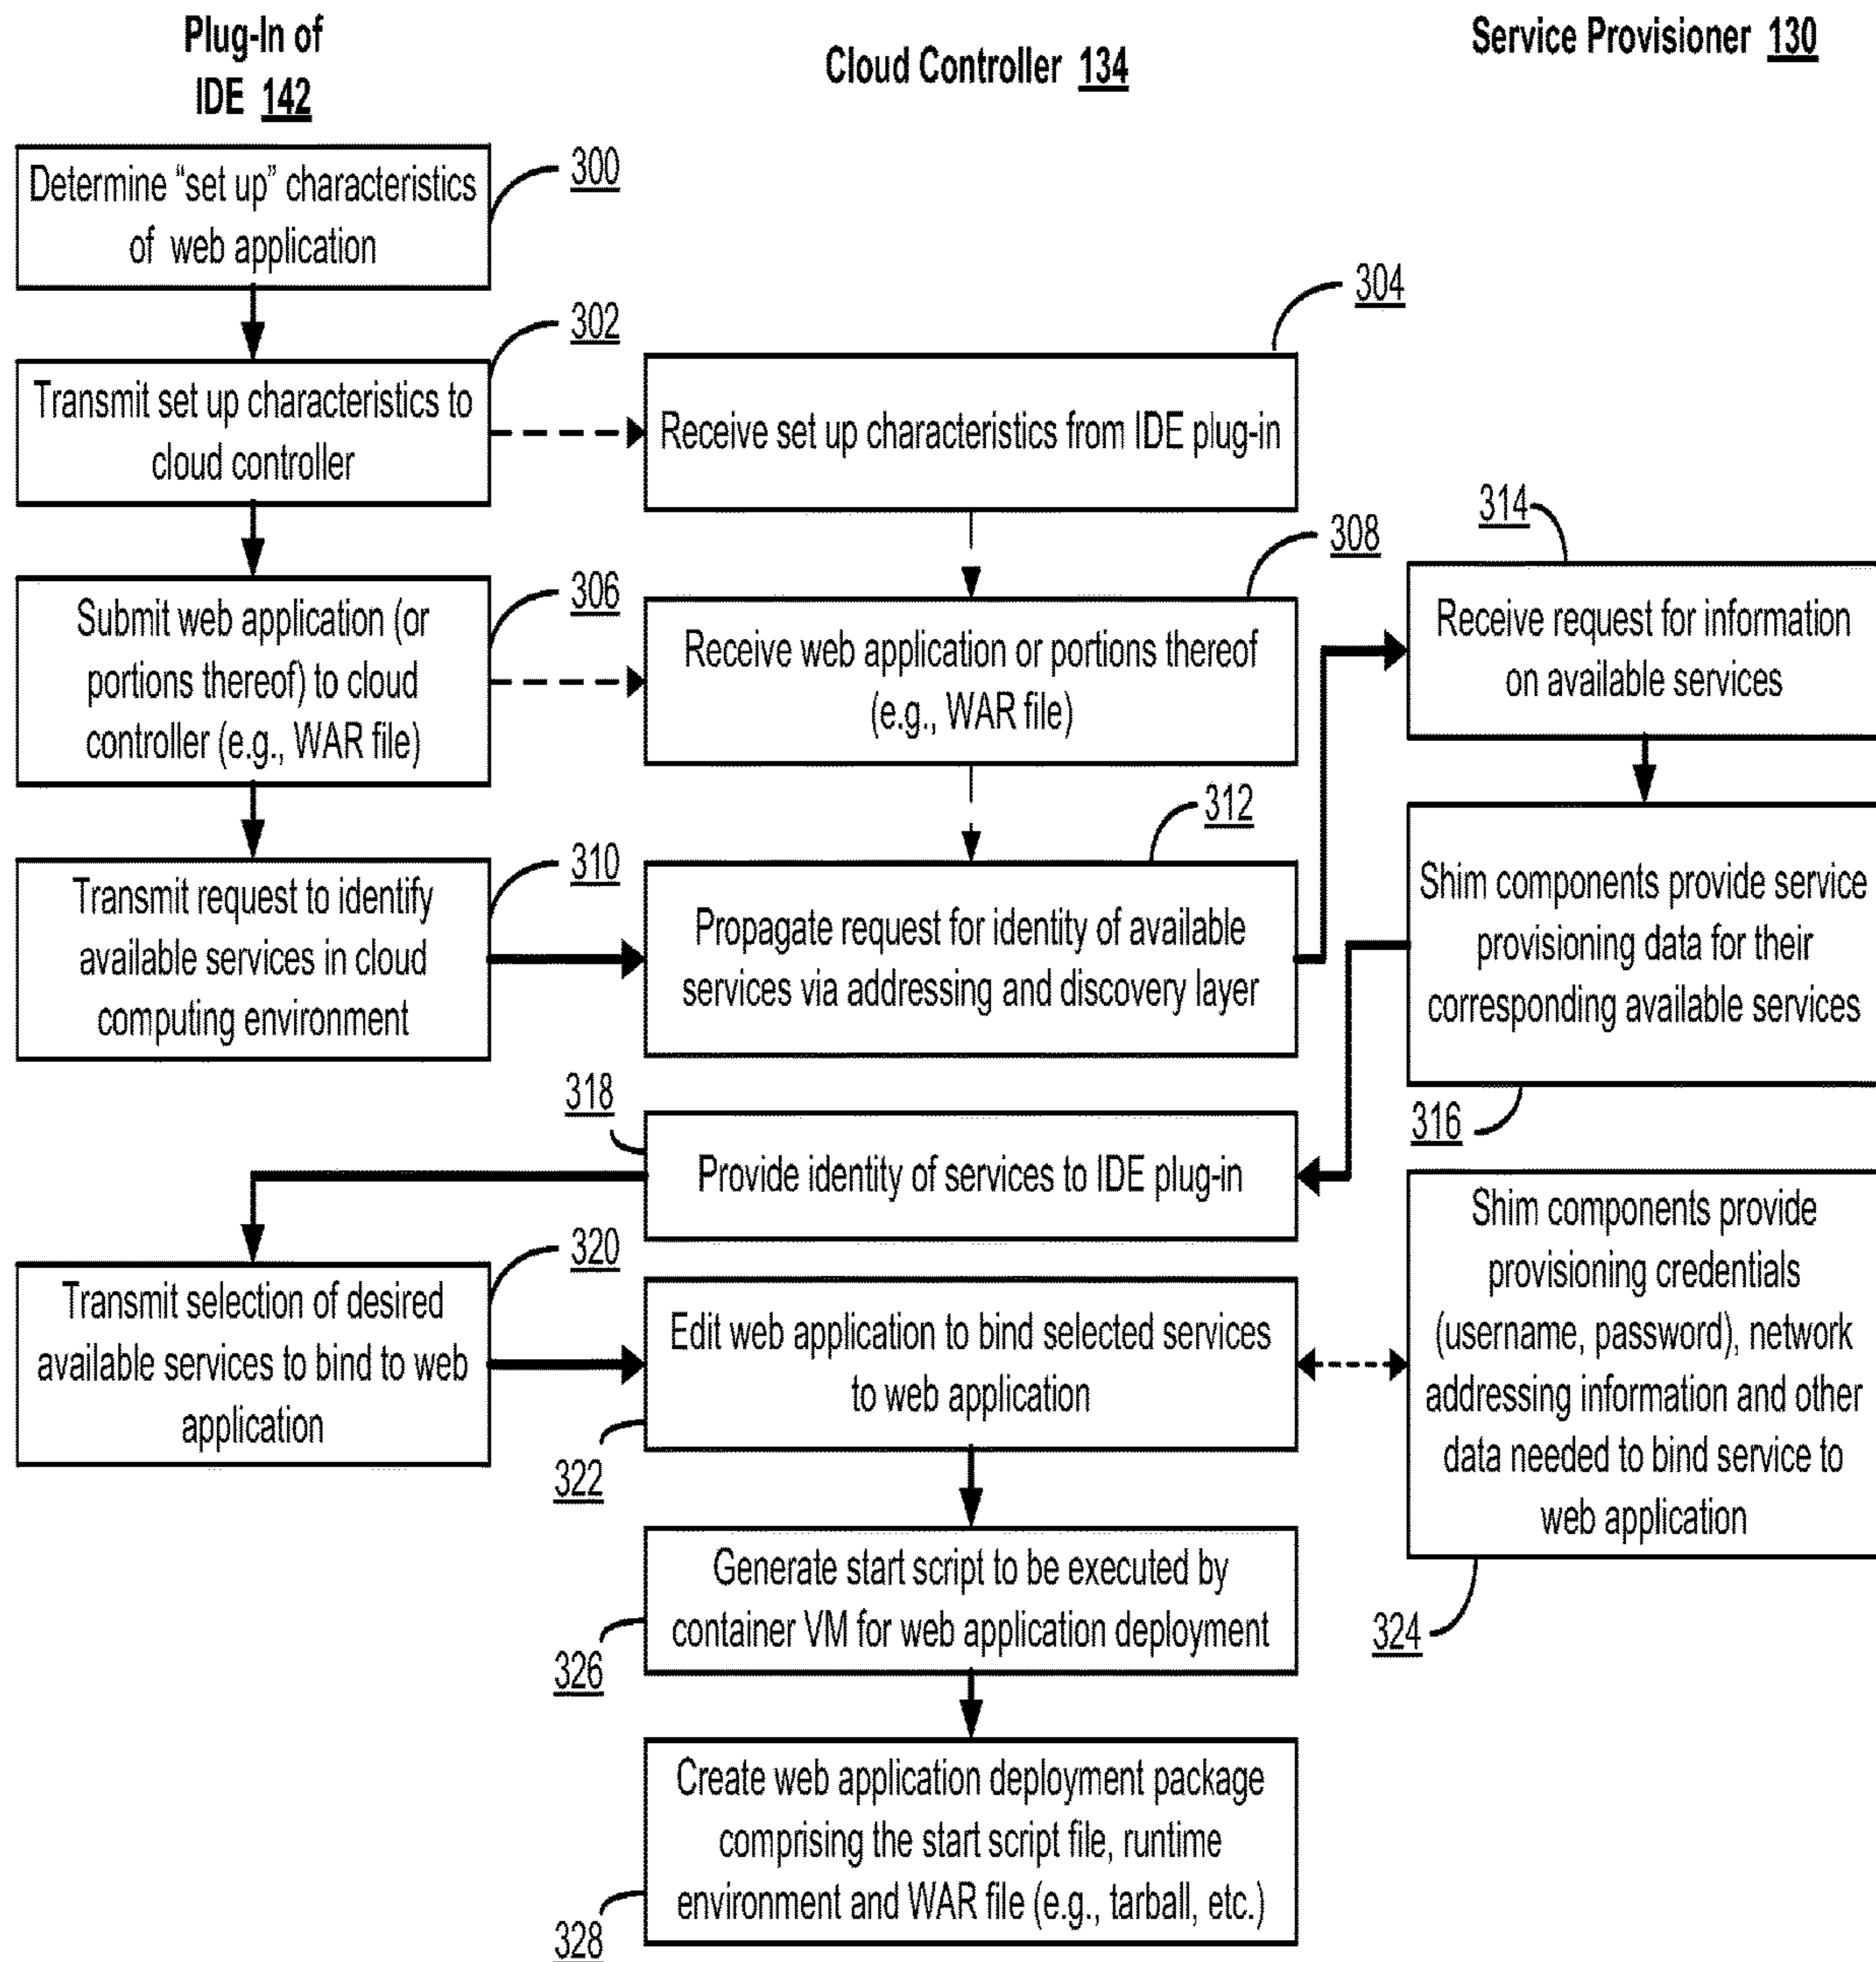 Plug-In of
IDE 142
Cloud Controller 134
Service Provisioner 130
Determine “set up” characteristics
of web application
300
Transmit set up characteristics to
cloud controller
302
Receive set up characteristics from IDE plug-in
304
Submit web application (or
portions thereof) to cloud
controller (e.g., WAR file)
306
Receive web application or portions thereof
(e.g., WAR file)
308
Transmit request to identify
available services in cloud
computing environment
310
Propagate request for identity of available
services via addressing and discovery layer
312
Receive request for information
on available services
314
Shim components provide service
provisioning data for their
corresponding available services
316
Provide identity of services to IDE plug-in
318
Transmit selection of desired
available services to bind to web
application
320
Edit web application to bind selected services
to web application
322
Shim components provide
provisioning credentials
(username, password), network
addressing information and other
data needed to bind service to
web application
324
Generate start script to be executed by
container VM for web application deployment
326
Create web application deployment package
comprising the start script file, runtime
environment and WAR file (e.g., tarball, etc.)
328